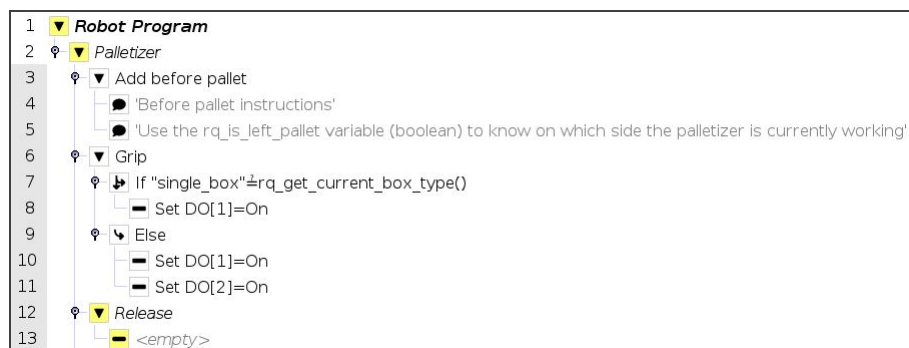 1 Robot Program
2 Palletizer
3 Add before pallet
4 'Before pallet instructions'
5 'Use the rq_is_left_pallet variable (boolean) to know on which side the palletizer is currently working'
6 Grip
7 If "single_box"≟rq_get_current_box_type()
8 Set DO[1]=On
9 Else
10 Set DO[1]=On
11 Set DO[2]=On
12 Release
13 <empty>